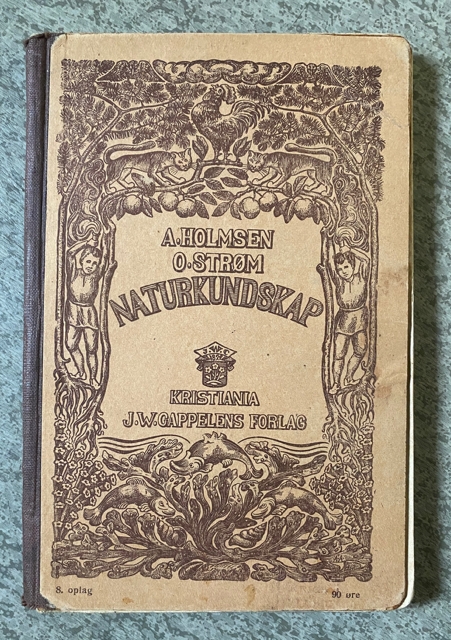 A. HOLMSEN
O. STRØM
NATURKUNDSKAP
KRISTIANIA
J.W. CAPPELENS FORLAG
8. oplag
90 øre